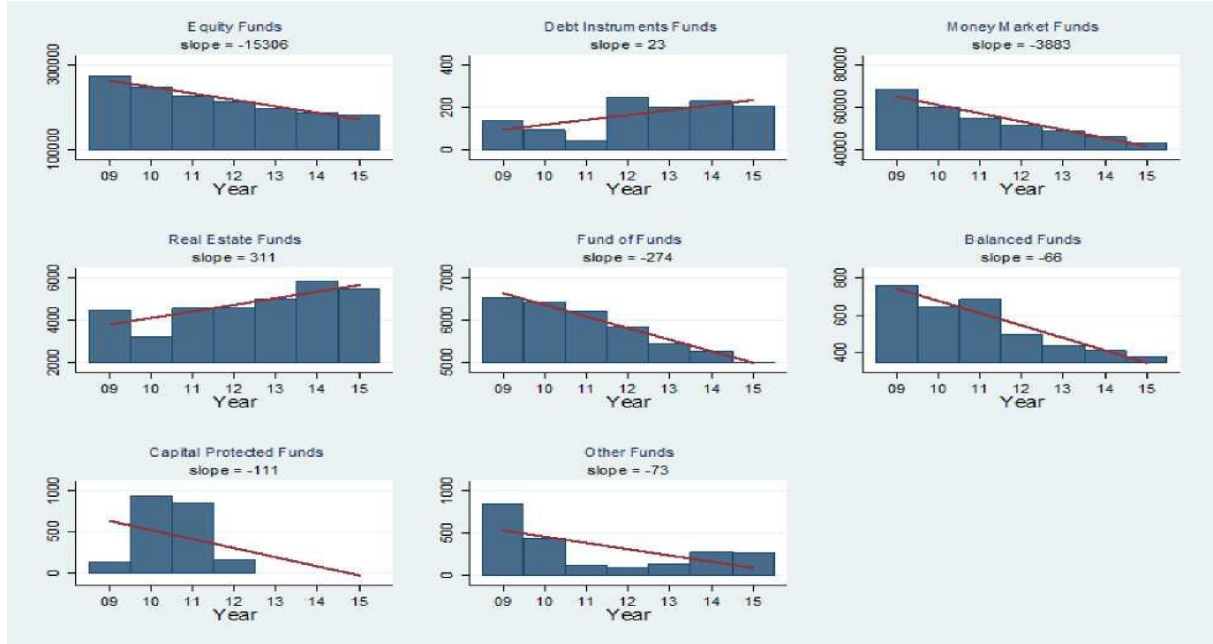 Equity Funds
slope = -15306
300000
100000
09 10 11 12 13 14 15
Year
Debt Instruments Funds
slope = 23
400
200
0
09 10 11 12 13 14 15
Year
Money Market Funds
slope = -3883
80000
60000
40000
09 10 11 12 13 14 15
Year
Real Estate Funds
slope = 311
6000
4000
2000
09 10 11 12 13 14 15
Year
Fund of Funds
slope = -274
7000
6000
5000
09 10 11 12 13 14 15
Year
Balanced Funds
slope = -66
800
600
400
09 10 11 12 13 14 15
Year
Capital Protected Funds
slope = -111
1000
500
0
09 10 11 12 13 14 15
Year
Other Funds
slope = -73
1000
500
0
09 10 11 12 13 14 15
Year